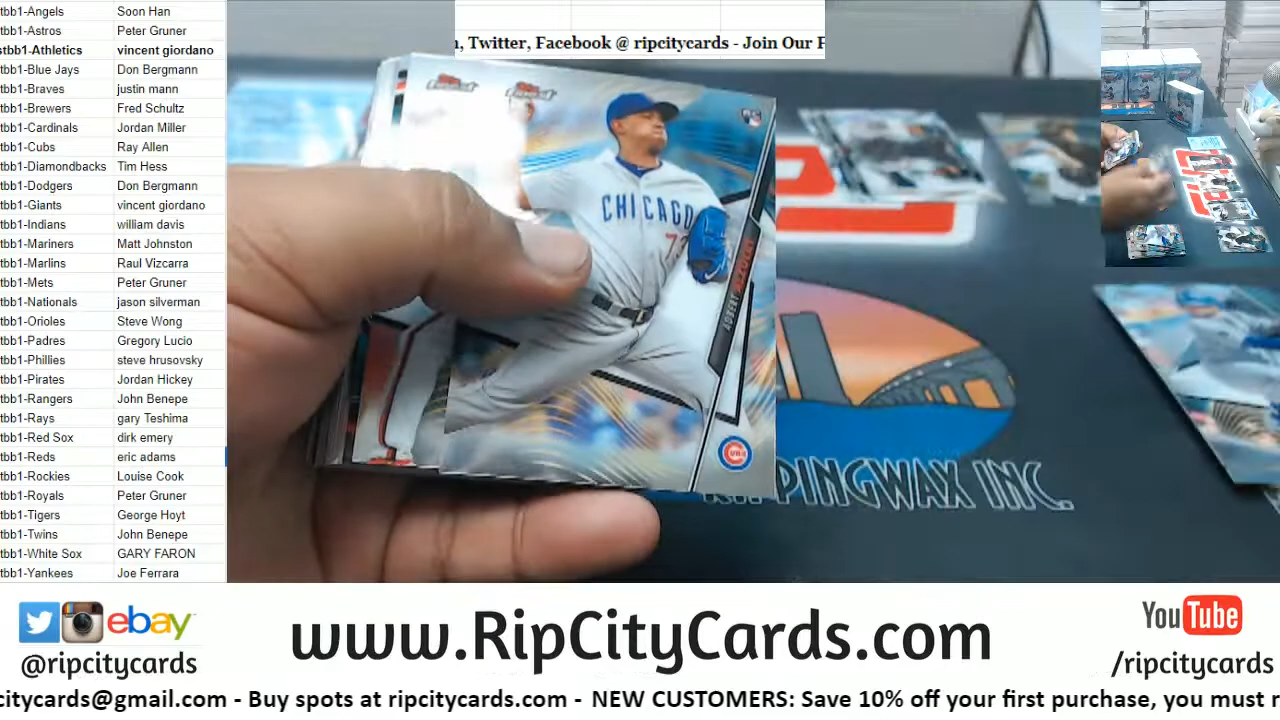 tbb1-Angels Soon Han
tbb1-Astros Peter Gruner
stbb1-Athletics vincent giordano
tbb1-Blue Jays Don Bergmann
tbb1-Braves justin mann
tbb1-Brewers Fred Schultz
tbb1-Cardinals Jordan Miller
tbb1-Cubs Ray Allen
tbb1-Diamondbacks Tim Hess
tbb1-Dodgers Don Bergmann
tbb1-Giants vincent giordano
tbb1-Indians william davis
tbb1-Mariners Matt Johnston
tbb1-Marlins Raul Vizcarra
tbb1-Mets Peter Gruner
tbb1-Nationals jason silverman
tbb1-Orioles Steve Wong
tbb1-Padres Gregory Lucio
tbb1-Phillies steve hrusovsky
tbb1-Pirates Jordan Hickey
tbb1-Rangers John Benepe
tbb1-Rays gary Teshima
tbb1-Red Sox dirk emery
tbb1-Reds eric adams
tbb1-Rockies Louise Cook
tbb1-Royals Peter Gruner
tbb1-Tigers George Hoyt
tbb1-Twins John Benepe
tbb1-White Sox GARY FARON
tbb1-Yankees Joe Ferrara
, Twitter, Facebook @ ripcitycards - Join Our F
Finest
Finest
RC
CHICAGO
ADBERT ALZOLAY
CUBS
PINGWAX INC.
ebay
@ripcitycards
www.RipCityCards.com
YouTube
/ripcitycards
citycards@gmail.com - Buy spots at ripcitycards.com - NEW CUSTOMERS: Save 10% off your first purchase, you must r